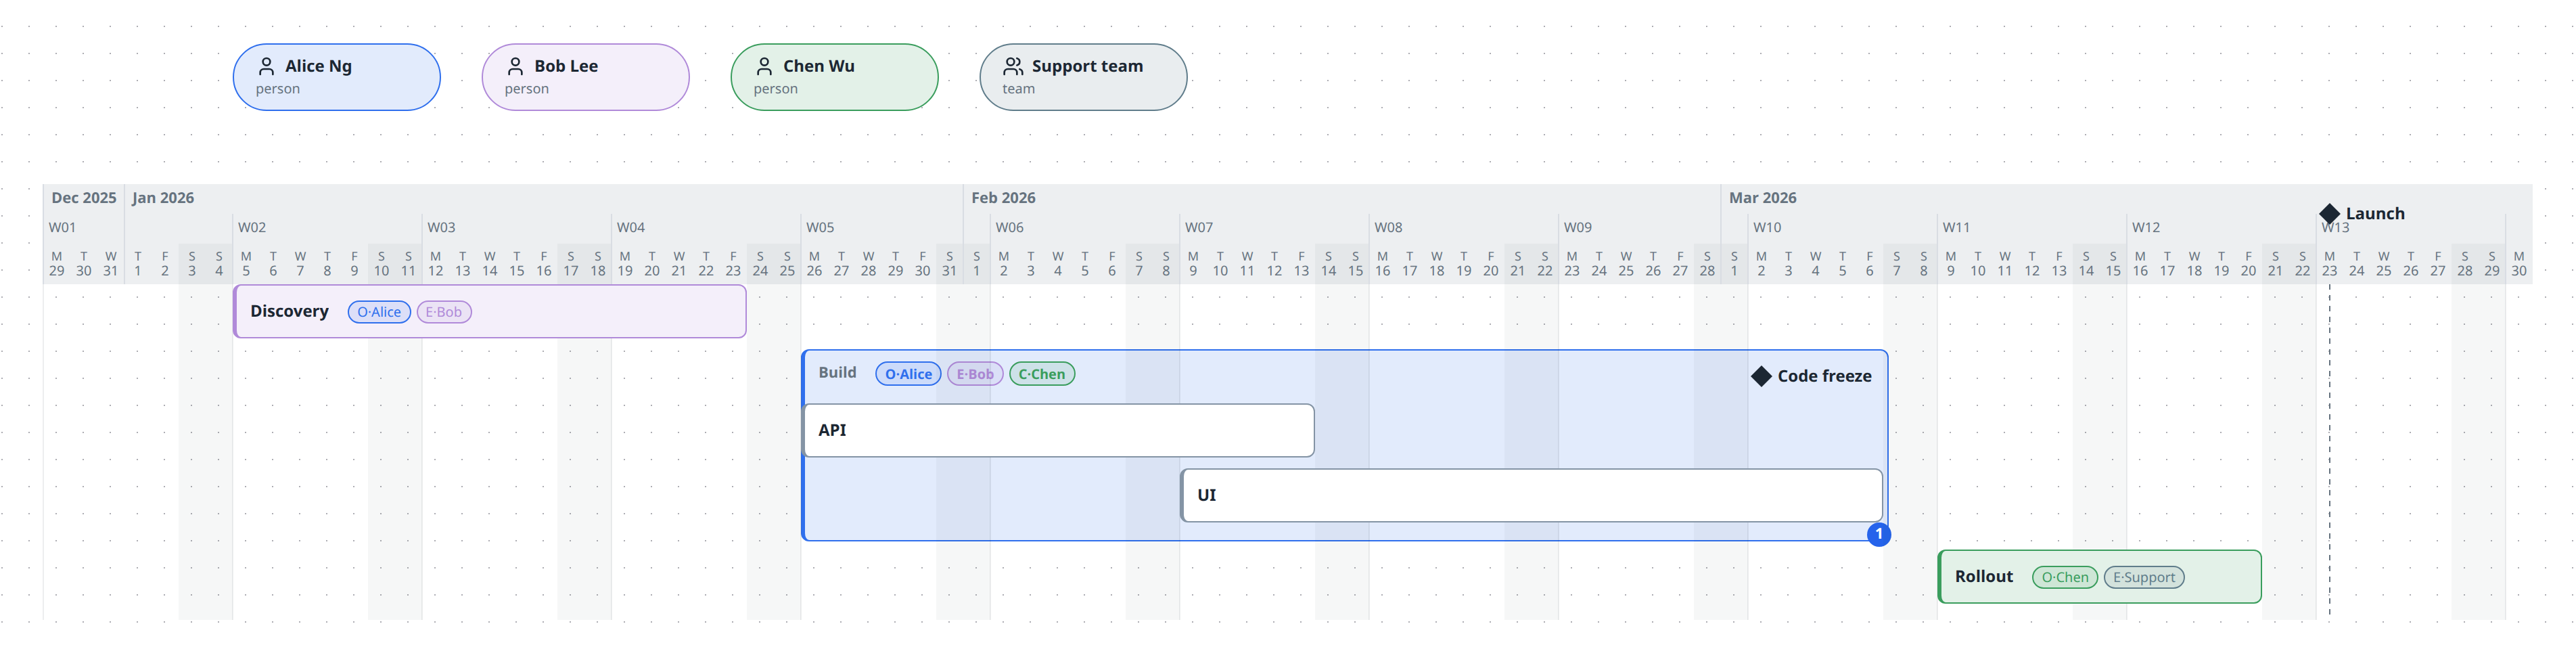 Alice Ng
person
Bob Lee
person
Chen Wu
person
Support team
team
Dec 2025 Jan 2026 Feb 2026 Mar 2026
Launch
W01 W02 W03 W04 W05 W06 W07 W08 W09 W10 W11 W12 W13
M T W T F S S M T W T F S S M T W T F S S M T W T F S S M T W T F S S M T W T F S S M T W T F S S M T W T F S S M T W T F S S M T W T F S S M T W T F S S M T W T F S S M T W T F S S M
29 30 31 1 2 3 4 5 6 7 8 9 10 11 12 13 14 15 16 17 18 19 20 21 22 23 24 25 26 27 28 29 30 31 1 2 3 4 5 6 7 8 9 10 11 12 13 14 15 16 17 18 19 20 21 22 23 24 25 26 27 28 1 2 3 4 5 6 7 8 9 10 11 12 13 14 15 16 17 18 19 20 21 22 23 24 25 26 27 28 29 30
Discovery O·Alice E·Bob
Build O·Alice E·Bob C·Chen
Code freeze
API
UI
1
Rollout O·Chen E·Support